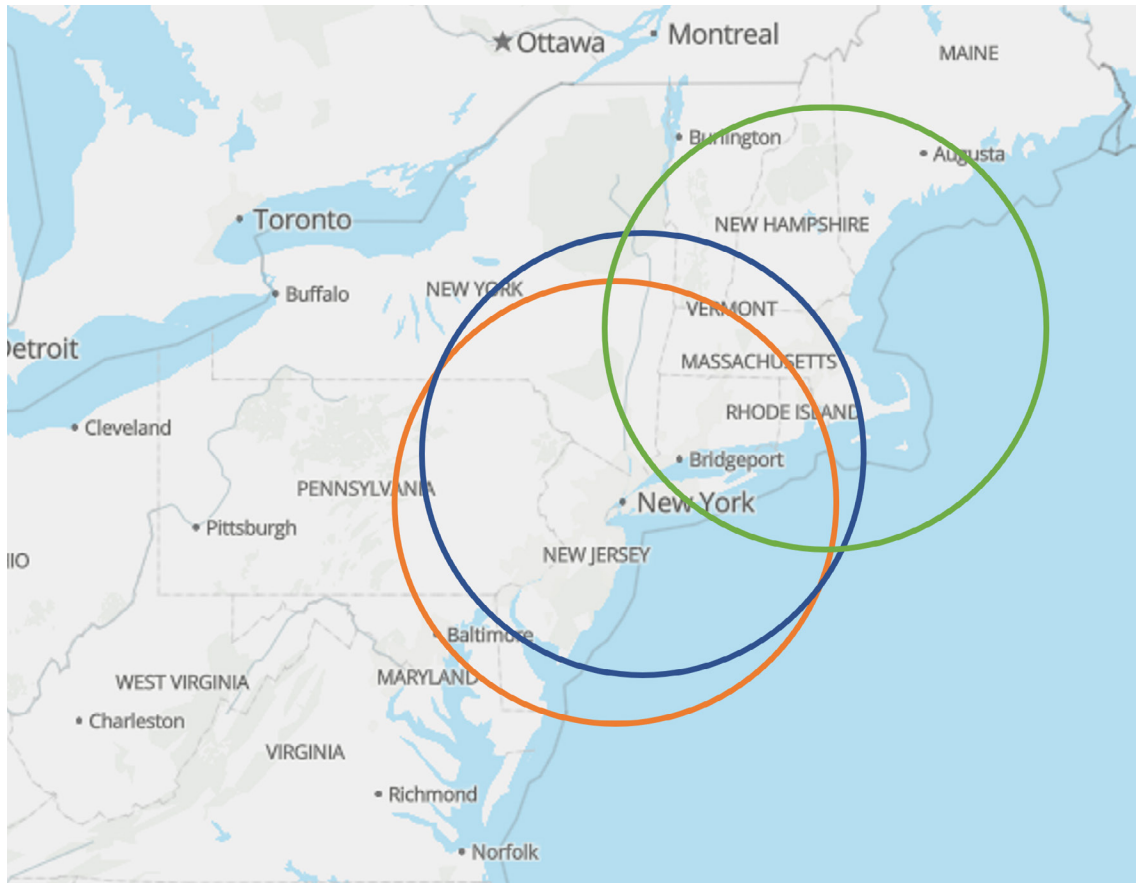 Ottawa
Montreal
MAINE
Burlington
Augusta
Toronto
NEW HAMPSHIRE
NEW YORK
Buffalo
VERMONT
Detroit
MASSACHUSETTS
RHODE ISLAND
Cleveland
Bridgeport
PENNSYLVANIA
New York
Pittsburgh
NEW JERSEY
IO
Baltimore
MARYLAND
WEST VIRGINIA
Charleston
VIRGINIA
Richmond
Norfolk